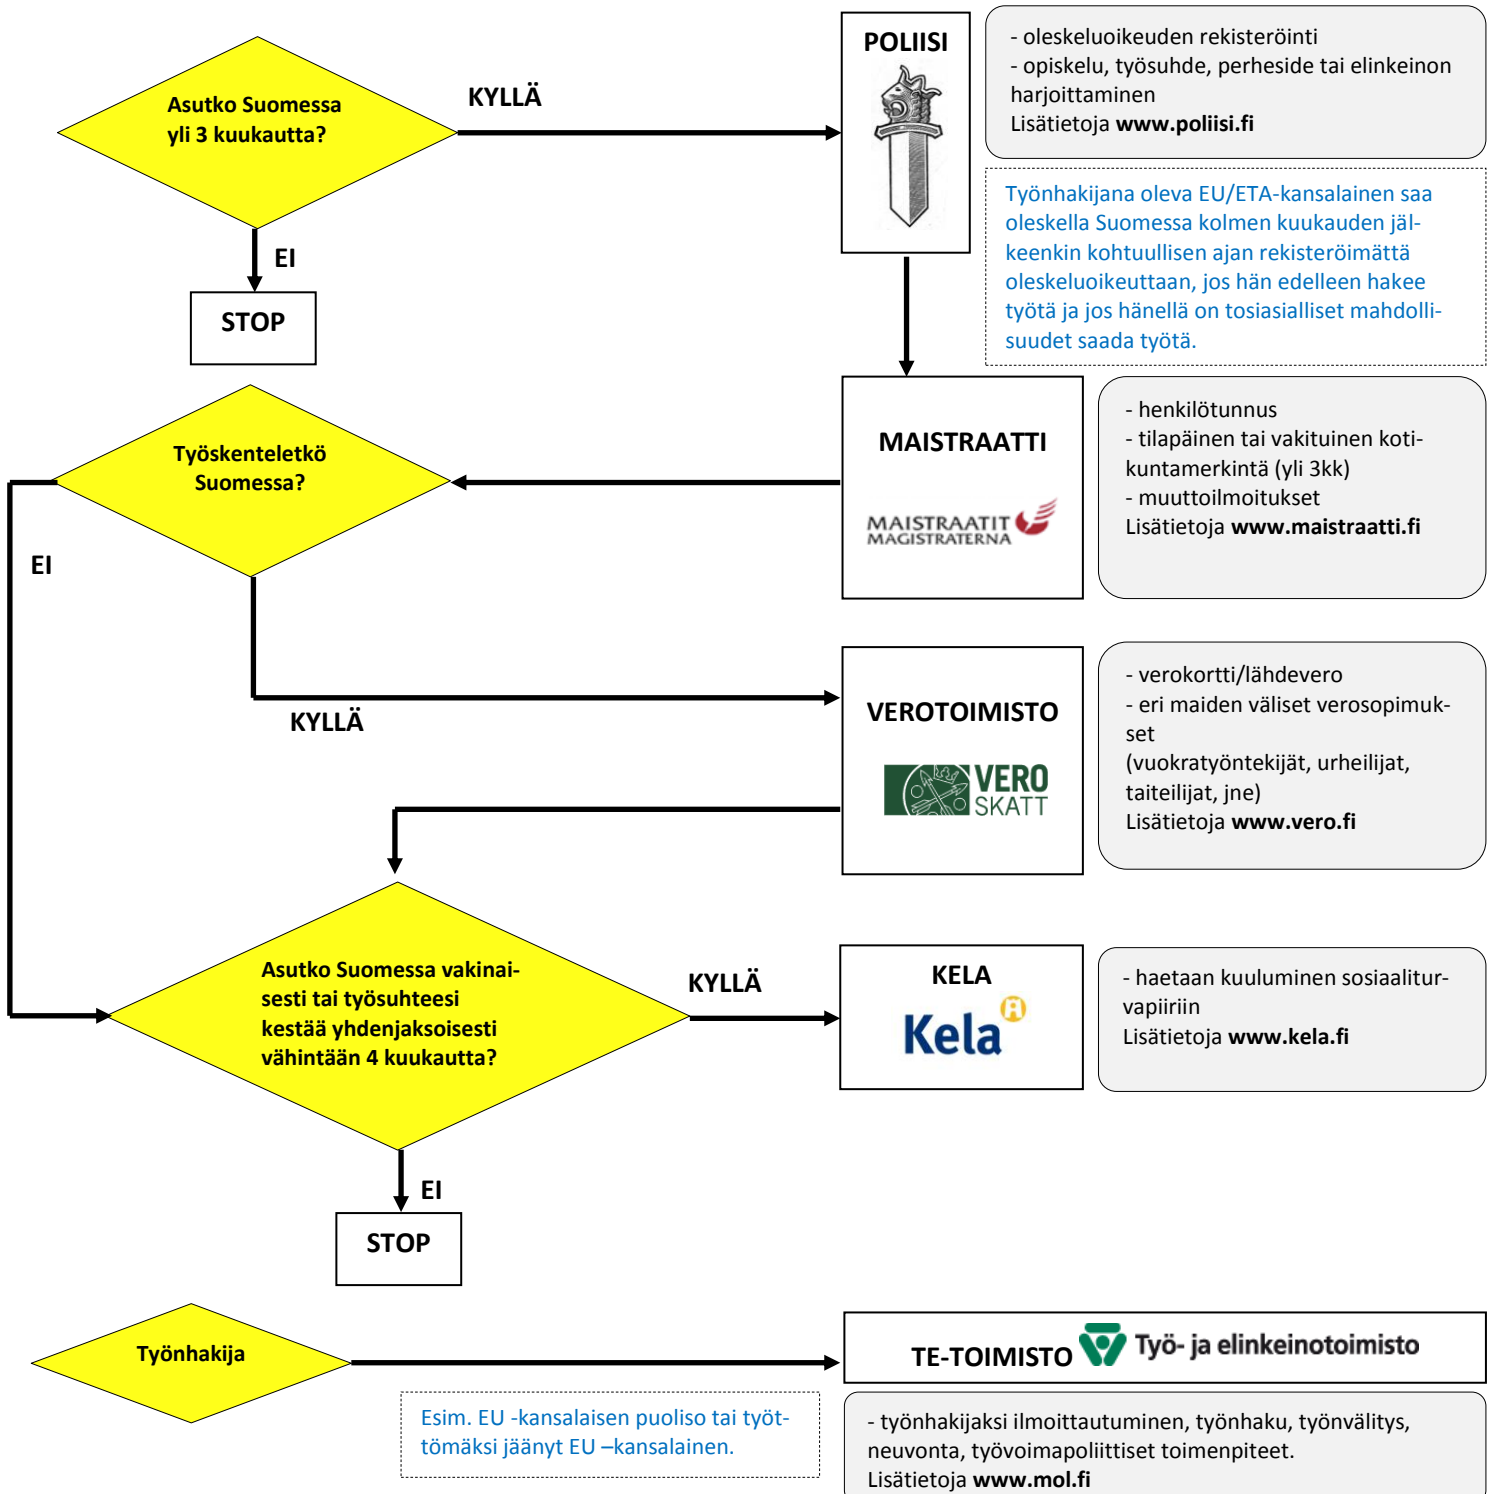 Asutko Suomessa
yli 3 kuukautta?
KYLLÄ
EI
STOP
POLIISI
- oleskeluoikeuden rekisteröinti
- opiskelu, työsuhde, perheside tai elinkeinon
harjoittaminen
Lisätietoja www.poliisi.fi
Työnhakijana oleva EU/ETA-kansalainen saa
oleskella Suomessa kolmen kuukauden jäl-
keenkin kohtuullisen ajan rekisteröimättä
oleskeluoikeuttaan, jos hän edelleen hakee
työtä ja jos hänellä on tosiasialliset mahdolli-
suudet saada työtä.
Työskenteletkö
Suomessa?
EI
KYLLÄ
MAISTRAATTI
MAISTRAATIT
MAGISTRATERNA
- henkilötunnus
- tilapäinen tai vakituinen koti-
kuntamerkintä (yli 3kk)
- muuttoilmoitukset
Lisätietoja www.maistraatti.fi
VEROTOIMISTO
VERO
SKATT
- verokortti/lähdevero
- eri maiden väliset verosopimuk-
set
(vuokratyöntekijät, urheilijat,
taiteilijat, jne)
Lisätietoja www.vero.fi
Asutko Suomessa vakinai-
sesti tai työsuhteesi
kestää yhdenjaksoisesti
vähintään 4 kuukautta?
KYLLÄ
EI
STOP
KELA
Kela
- haetaan kuuluminen sosiaalitur-
vapiiriin
Lisätietoja www.kela.fi
Työnhakija
TE-TOIMISTO Työ- ja elinkeinotoimisto
Esim. EU -kansalaisen puoliso tai työt-
tömäksi jäänyt EU –kansalainen.
- työnhakijaksi ilmoittautuminen, työnhaku, työnvälitys,
neuvonta, työvoimapoliittiset toimenpiteet.
Lisätietoja www.mol.fi